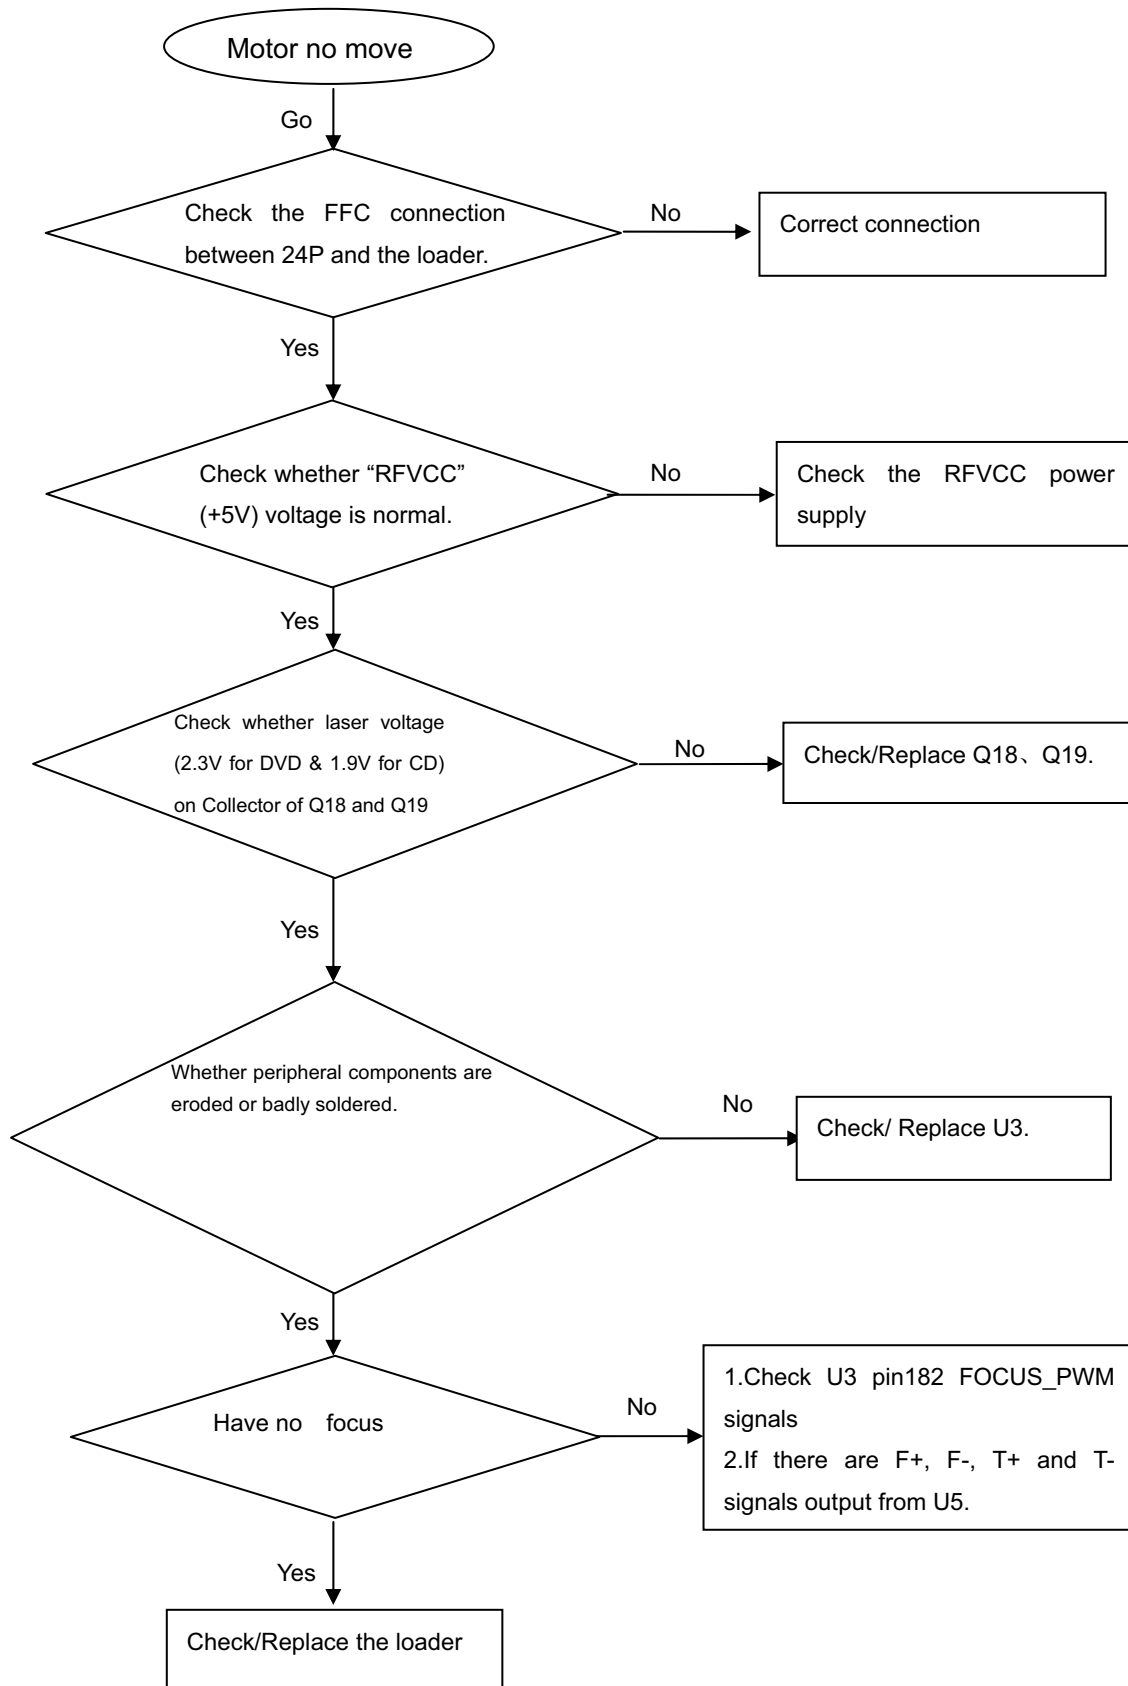 Motor no move
Go
Check the FFC connection
between 24P and the loader.
No
Correct connection
Yes
Check whether “RFVCC”
(+5V) voltage is normal.
No
Check the RFVCC power
supply
Yes
Check whether laser voltage
(2.3V for DVD & 1.9V for CD)
on Collector of Q18 and Q19
No
Check/Replace Q18、Q19.
Yes
Whether peripheral components are
eroded or badly soldered.
No
Check/ Replace U3.
Yes
Have no focus
No
1.Check U3 pin182 FOCUS_PWM
signals
2.If there are F+, F-, T+ and T-
signals output from U5.
Yes
Check/Replace the loader